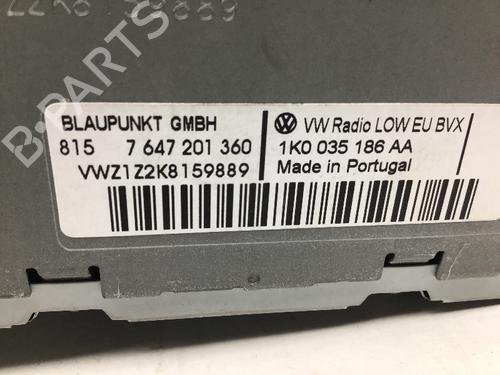 BLAUPUNKT GMBH
815 7 647 201 360
VWZ1Z2K8159889
VW Radio LOW EU BVX
1K0 035 186 AA
Made in Portugal
B-PARTS